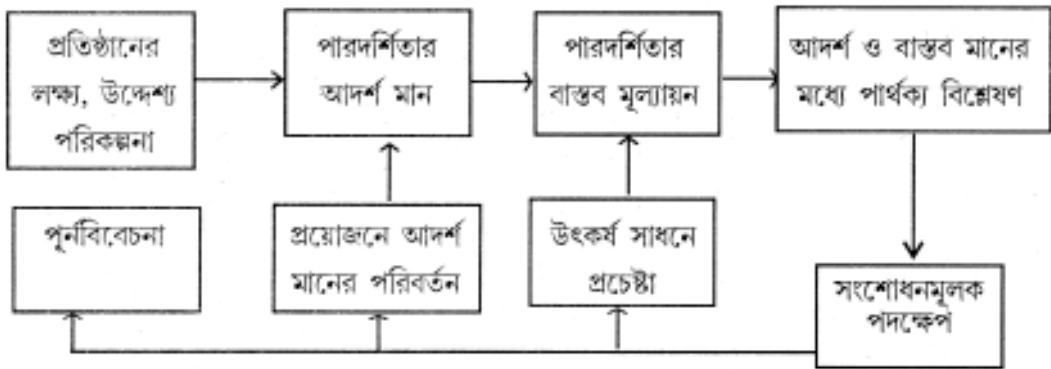 প্রতিষ্ঠানের
লক্ষ্য, উদ্দেশ্য
পরিকল্পনা
পারদর্শিতার
আদর্শ মান
পারদর্শিতার
বাস্তব মূল্যায়ন
আদর্শ ও বাস্তব মানের
মধ্যে পার্থক্য বিশ্লেষণ
পুর্নবিবেচনা
প্রয়োজনে আদর্শ
মানের পরিবর্তন
উৎকর্ষ সাধনে
প্রচেষ্টা
সংশোধনমূলক
পদক্ষেপ